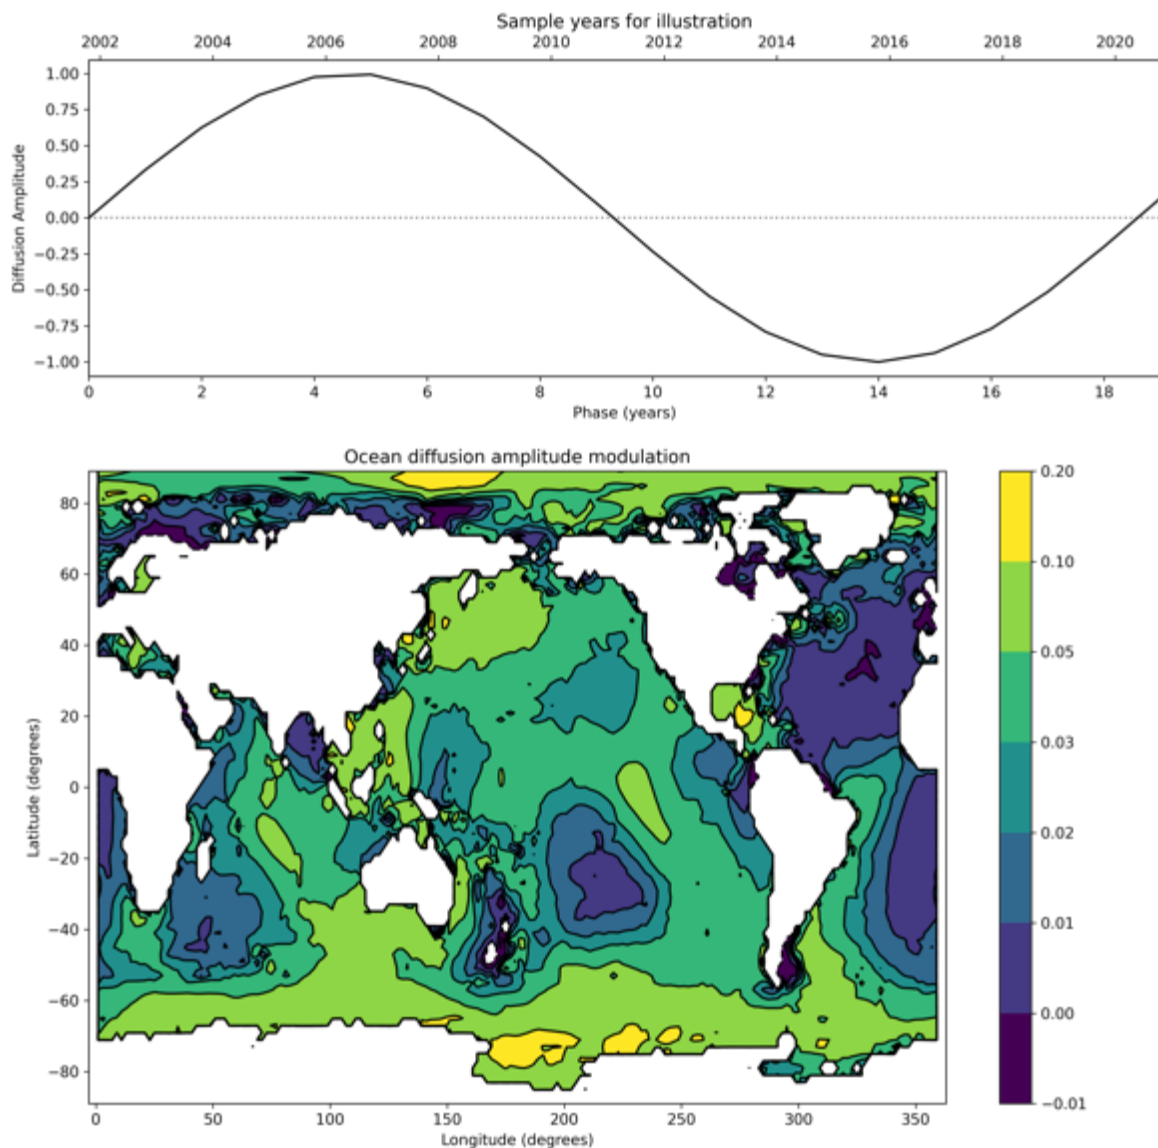 Sample years for illustration
2002 2004 2006 2008 2010 2012 2014 2016 2018 2020
1.00
0.75
0.50
0.25
0.00
−0.25
−0.50
−0.75
−1.00
Diffusion Amplitude
0 2 4 6 8 10 12 14 16 18
Phase (years)
Ocean diffusion amplitude modulation
80
60
40
20
0
−20
−40
−60
−80
Latitude (degrees)
0 50 100 150 200 250 300 350
Longitude (degrees)
0.20
0.10
0.05
0.03
0.02
0.01
0.00
−0.01